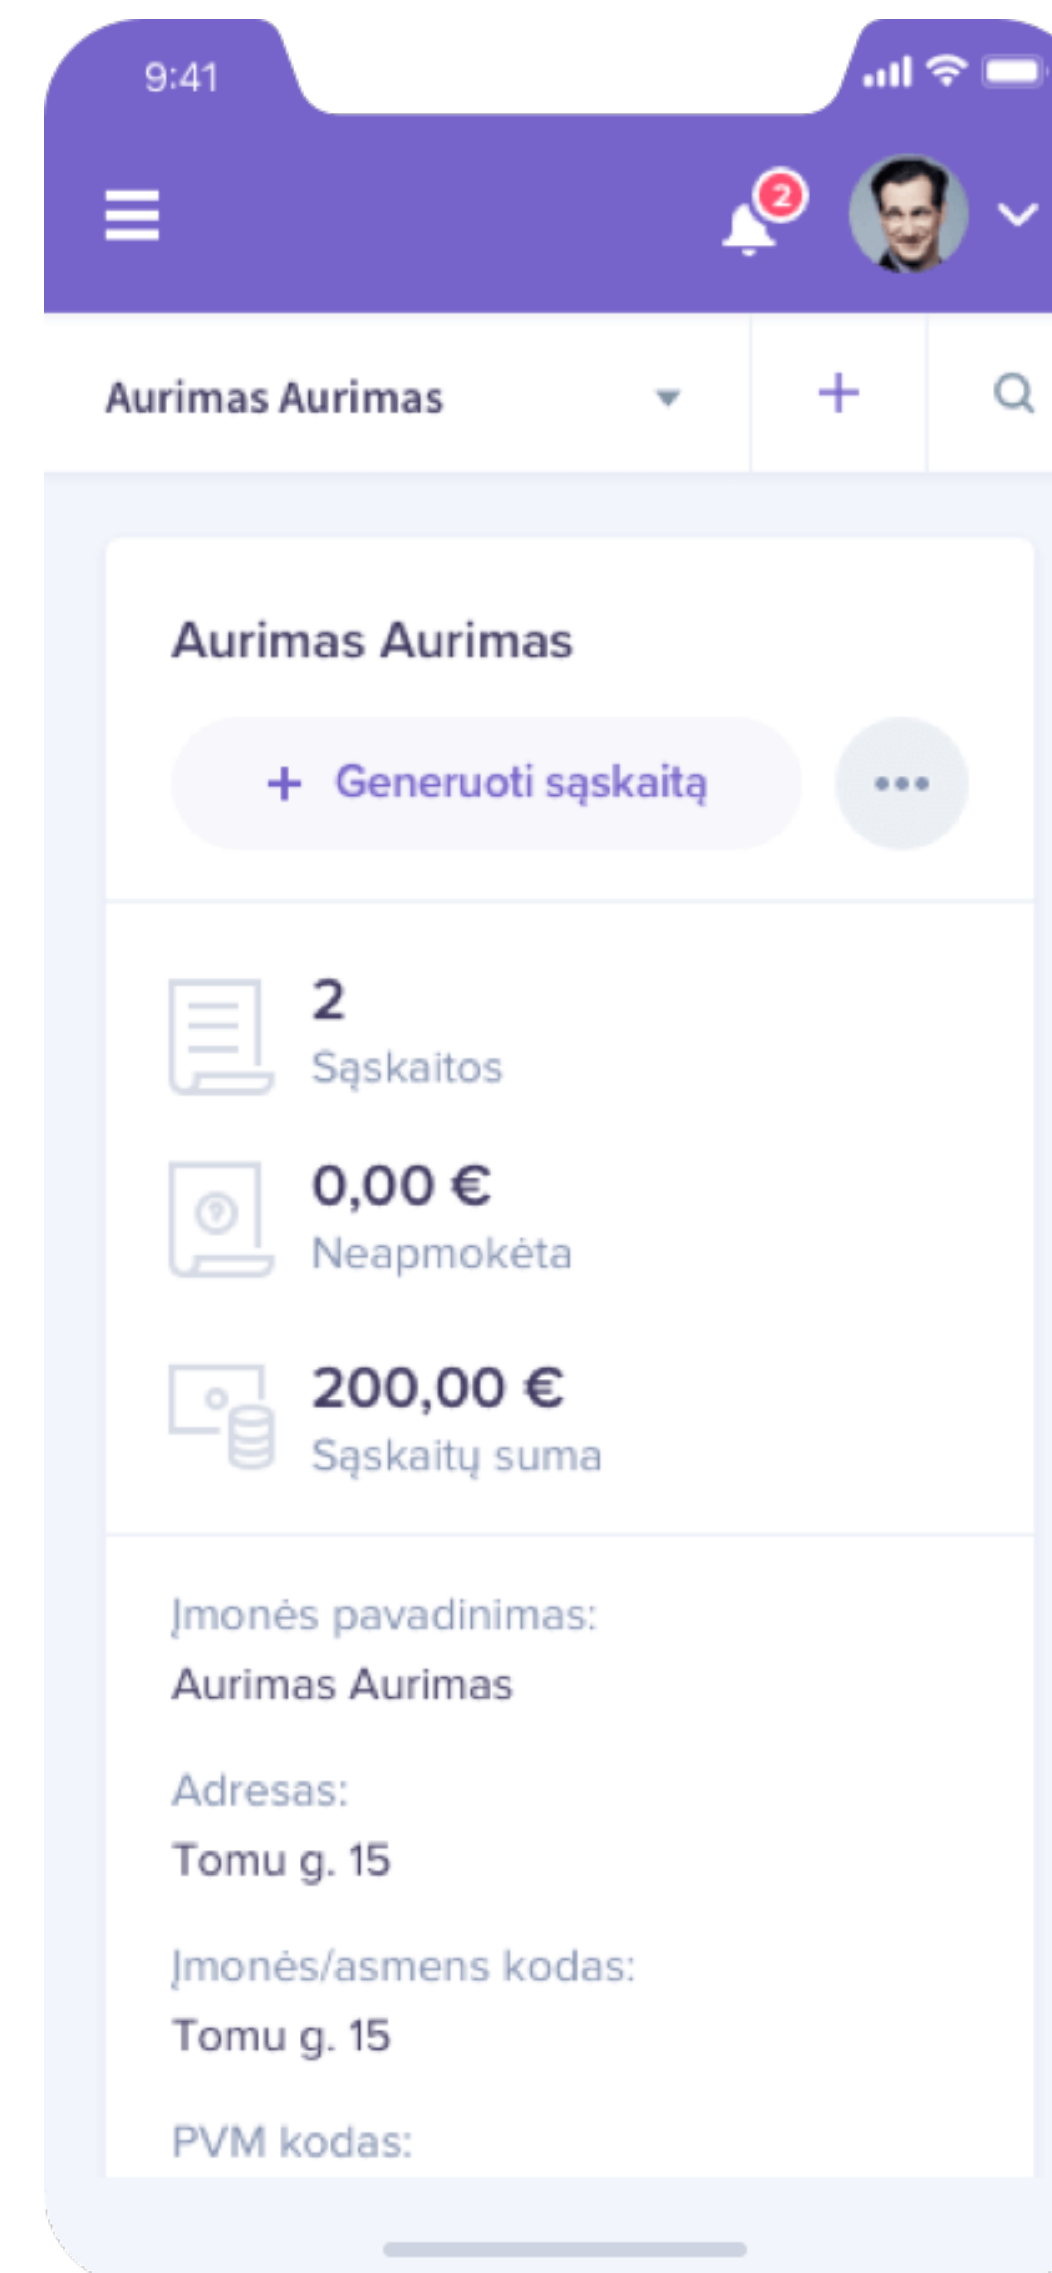 9:41
2
Aurimas Aurimas
Aurimas Aurimas
+ Generuoti sąskaitą
2
Sąskaitos
0,00 €
Neapmokėta
200,00 €
Sąskaitų suma
Įmonės pavadinimas:
Aurimas Aurimas
Adresas:
Tomu g. 15
Įmonės/asmens kodas:
Tomu g. 15
PVM kodas: